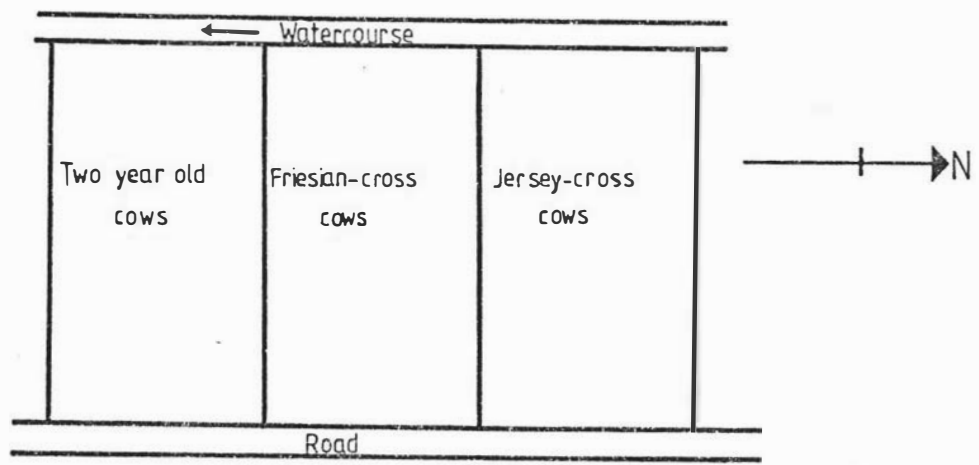 Watercourse
Two year old
cows
Friesian-cross
cows
Jersey-cross
cows
N
Road